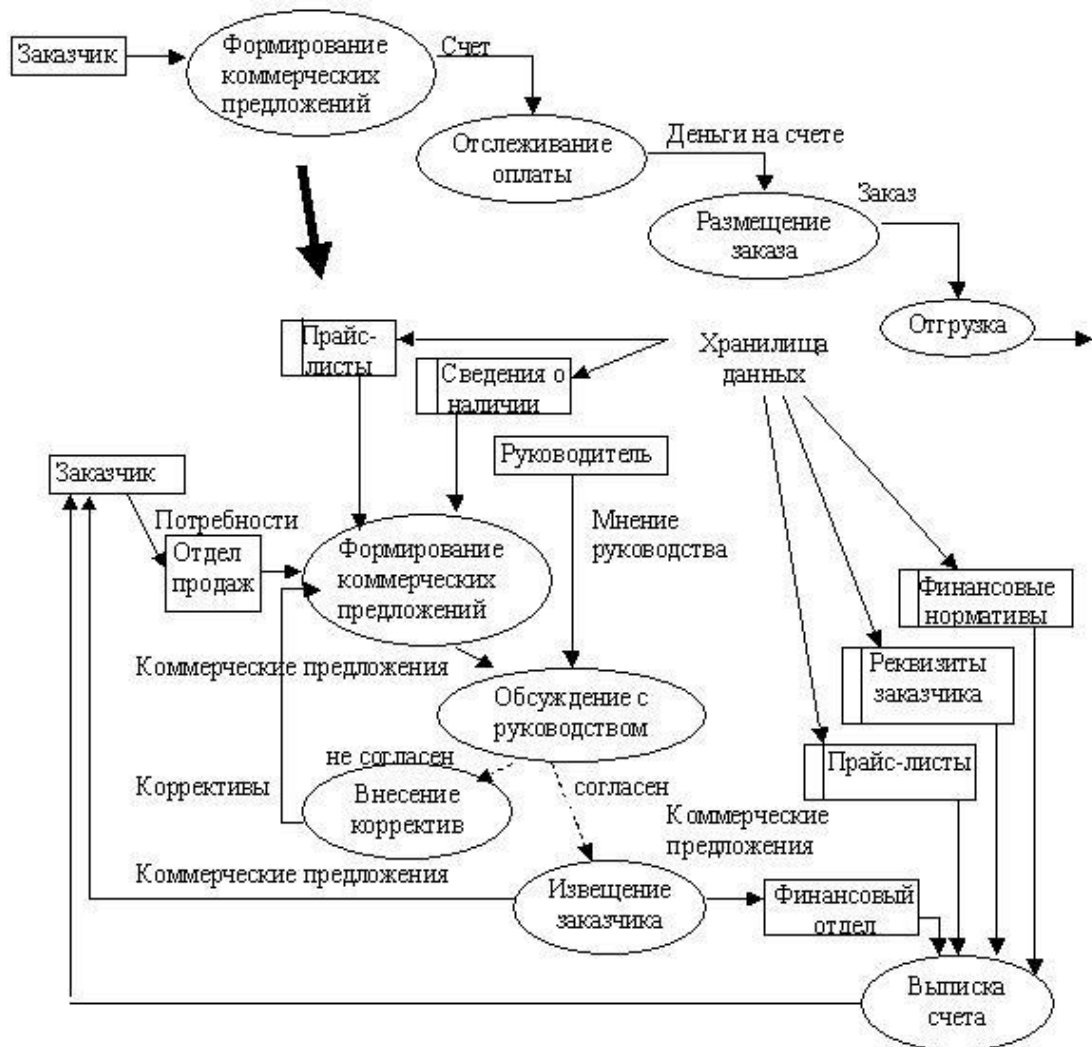 Заказчик
Формирование
коммерческих
предложений
Счет
Отслеживание
оплаты
Деньги на счете
Размещение
заказа
Заказ
Отгрузка
Прайс-
листы
Сведения о
наличии
Хранилища
данных
Руководитель
Заказчик
Потребности
Отдел
продаж
Формирование
коммерческих
предложений
Мнение
руководства
Финансовые
нормативы
Коммерческие предложения
Реквизиты
заказчика
Обсуждение с
руководством
не согласен
Прайс-листы
Коррективы
Внесение
корректив
согласен
Коммерческие
предложения
Коммерческие предложения
Извещение
заказчика
Финансовый
отдел
Выписка
счета